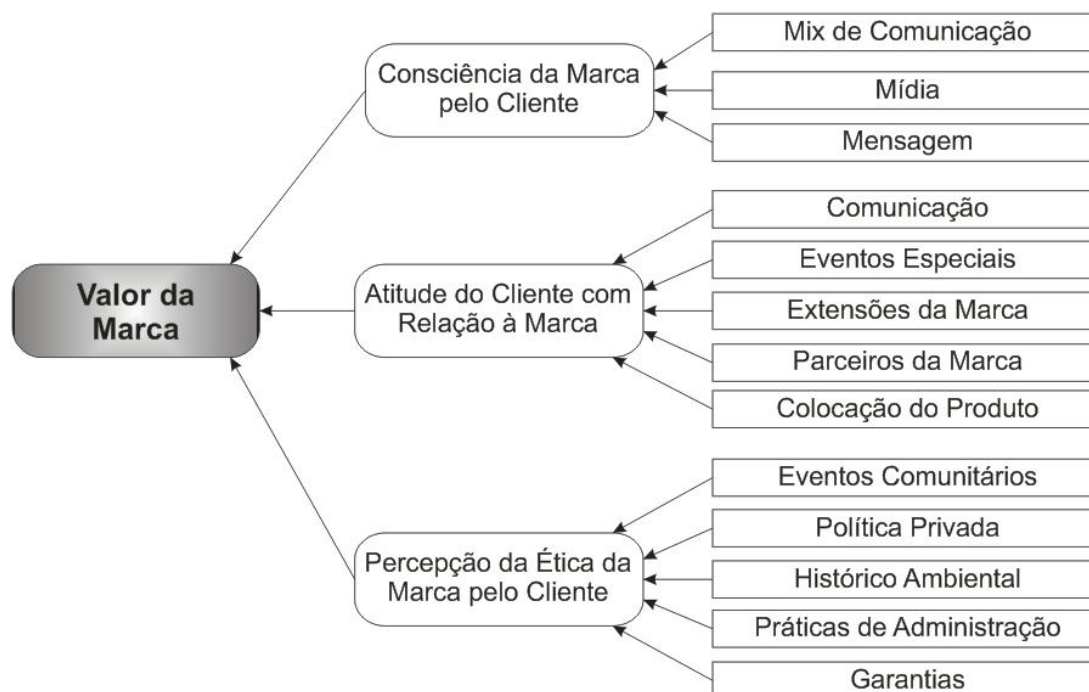 Mix de Comunicação
Consciência da Marca
pelo Cliente
Mídia
Mensagem
Comunicação
Eventos Especiais
Valor da
Marca
Atitude do Cliente com
Relação à Marca
Extensões da Marca
Parceiros da Marca
Colocação do Produto
Eventos Comunitários
Política Privada
Percepção da Ética da
Marca pelo Cliente
Histórico Ambiental
Práticas de Administração
Garantias